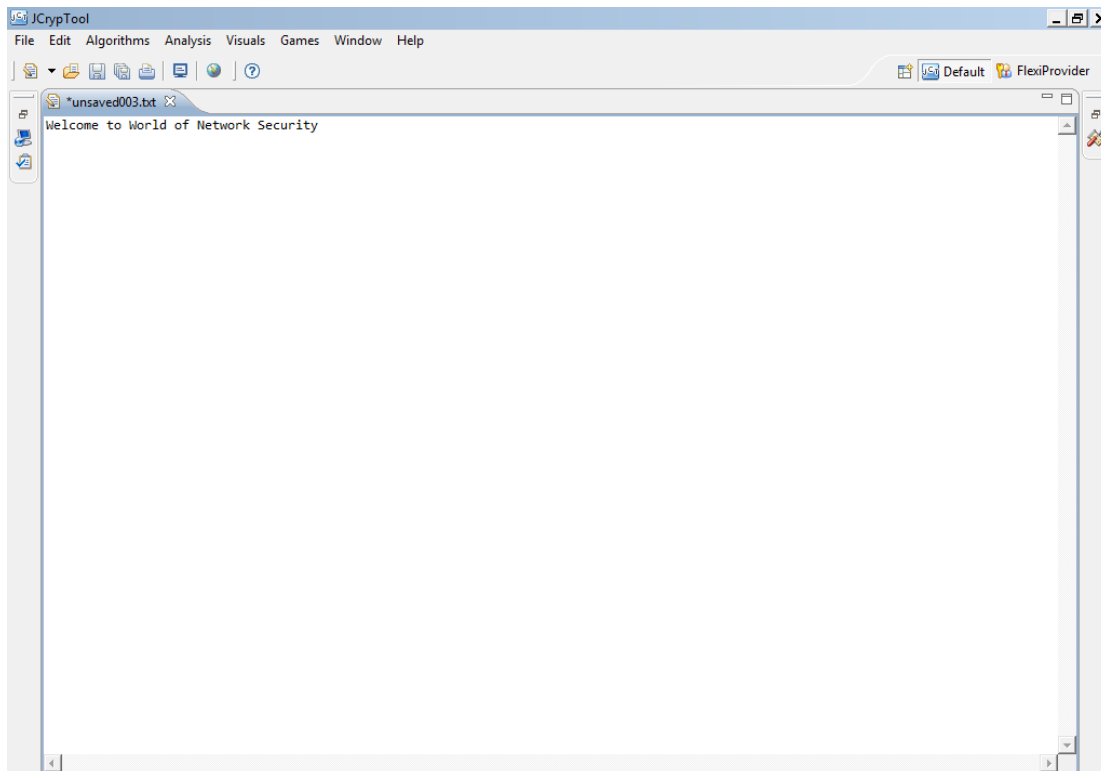 JCrypTool
File Edit Algorithms Analysis Visuals Games Window Help
Default FlexiProvider
*unsaved003.txt
Welcome to World of Network Security